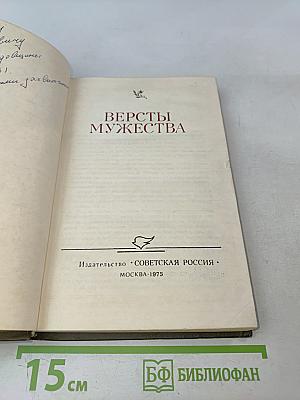 ВЕРСТЫ
МУЖЕСТВА
Издательство "СОВЕТСКАЯ РОССИЯ"
МОСКВА-1975
15 см
БФ БИБЛИОФАН